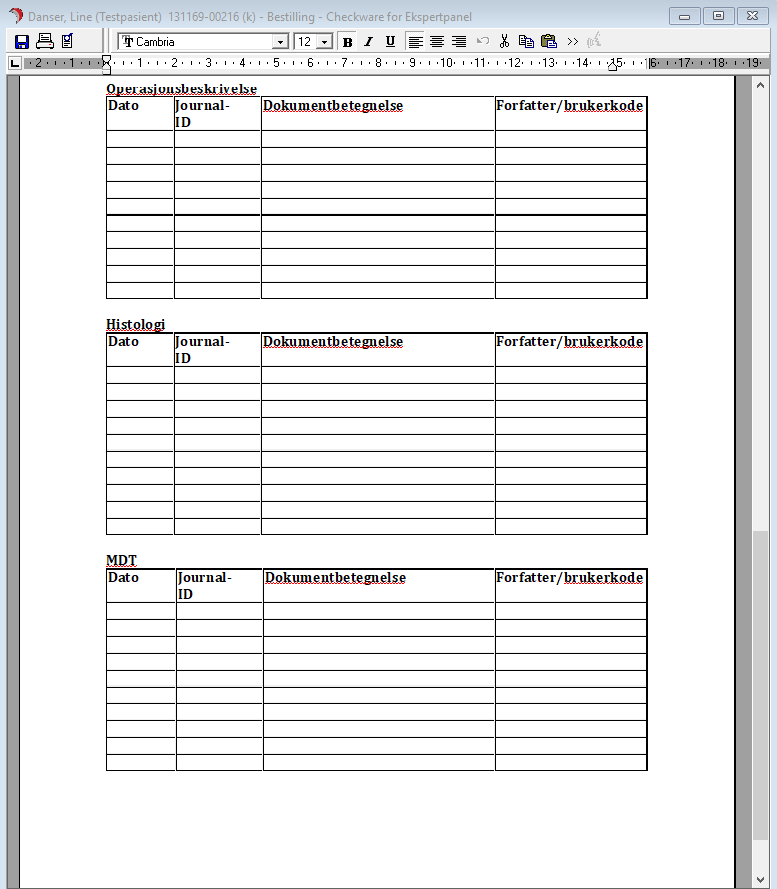 Danser, Line (Testpasient) 131169-00216 (k) - Bestilling - Checkware for Ekspertpanel
Cambria 12 B I U
2 1 1 2 3 4 5 6 7 8 9 10 11 12 13 14 15 16 17 18 19
Operasjonsbeskrivelse
Dato Journal- Dokumentbetegnelse Forfatter/brukerkode
ID
Histologi
Dato Journal- Dokumentbetegnelse Forfatter/brukerkode
ID
MDT
Dato Journal- Dokumentbetegnelse Forfatter/brukerkode
ID